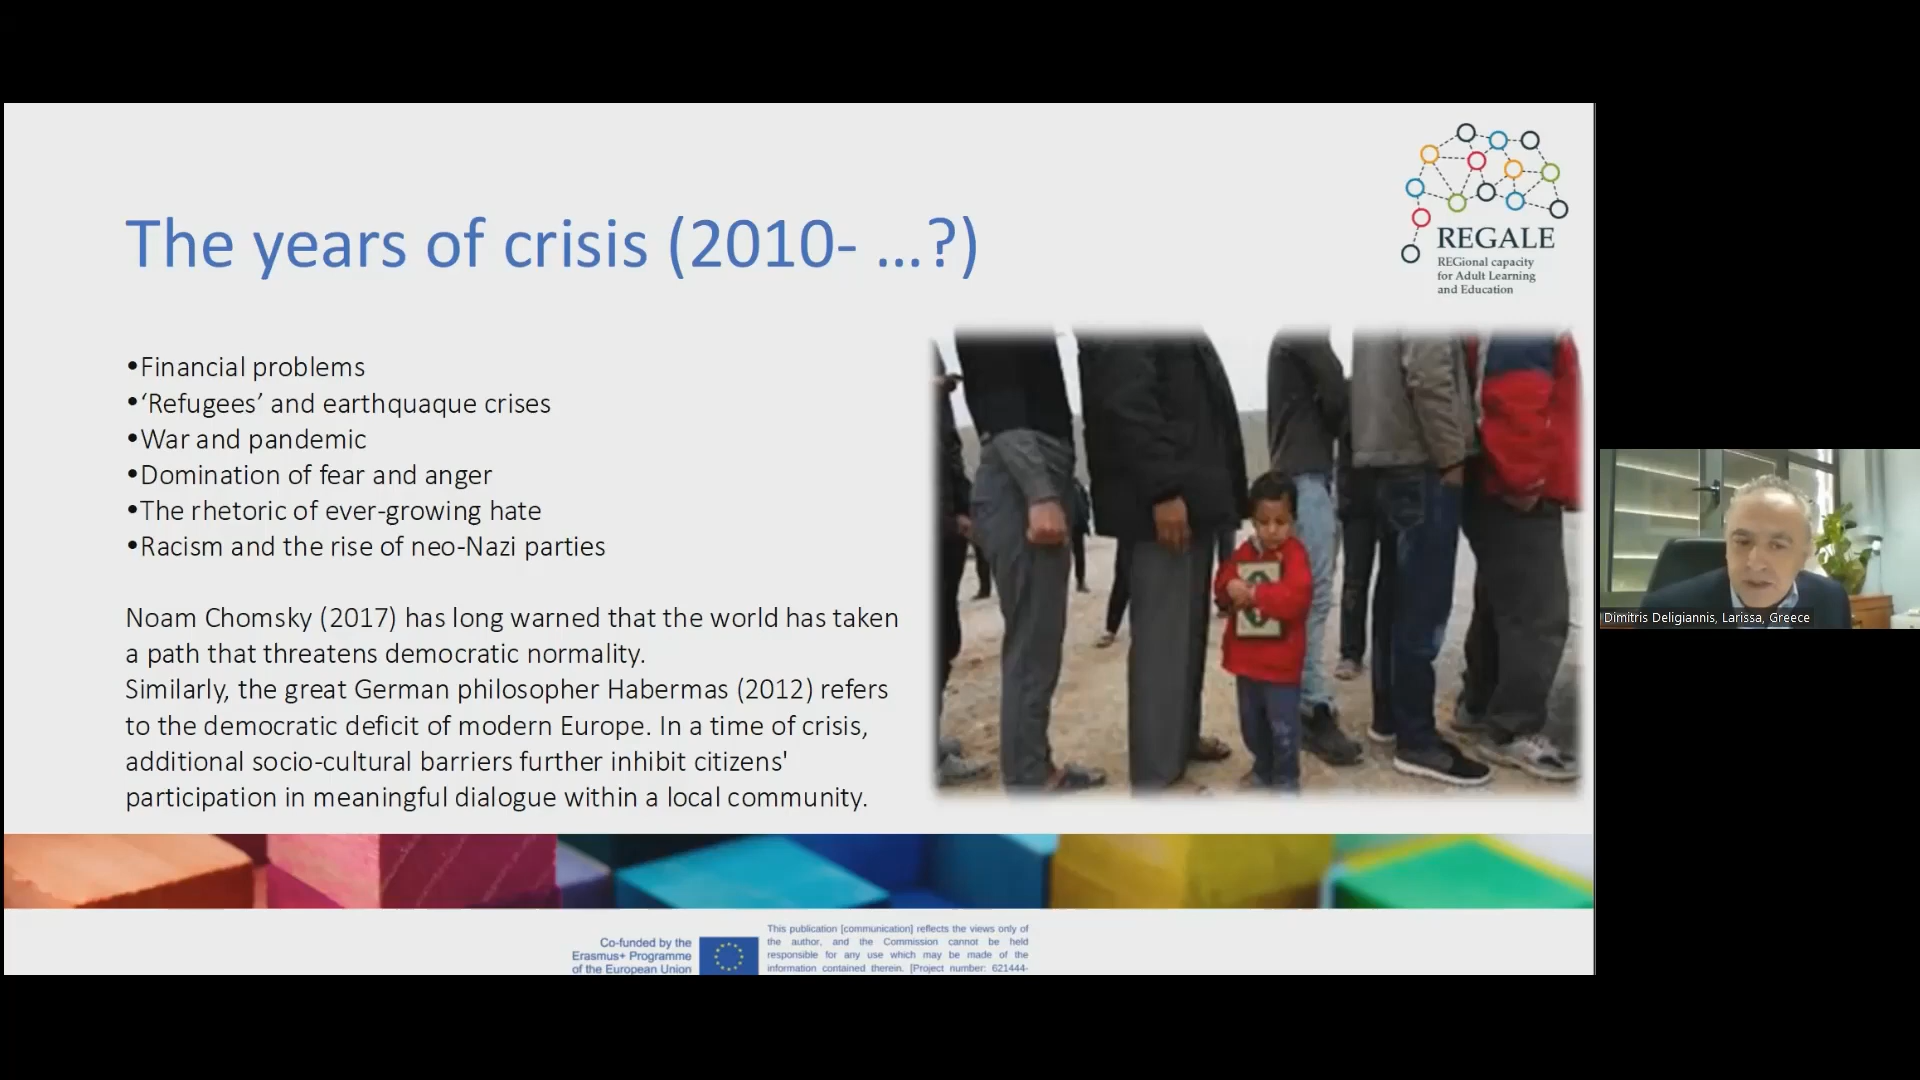 The years of crisis (2010- ...?)
REGALE
REGional capacity
for Adult Learning
and Education
•Financial problems
•‘Refugees’ and earthquaque crises
•War and pandemic
•Domination of fear and anger
•The rhetoric of ever-growing hate
•Racism and the rise of neo-Nazi parties
Noam Chomsky (2017) has long warned that the world has taken
a path that threatens democratic normality.
Similarly, the great German philosopher Habermas (2012) refers
to the democratic deficit of modern Europe. In a time of crisis,
additional socio-cultural barriers further inhibit citizens'
participation in meaningful dialogue within a local community.
Dimitris Deligiannis, Larissa, Greece
Co-funded by the
Erasmus+ Programme
of the European Union
This publication [communication] reflects the views only of
the author, and the Commission cannot be held
responsible for any use which may be made of the
information contained therein. [Project number: 621444-